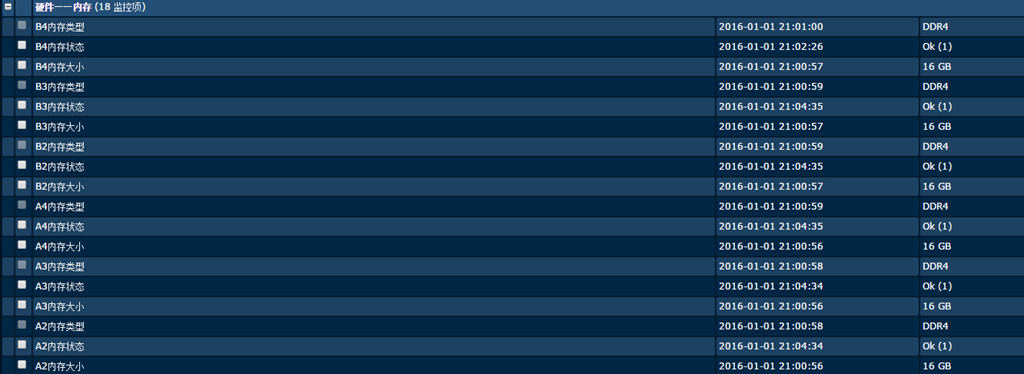 硬件——内存 (18 监控项)
B4内存类型 2016-01-01 21:01:00 DDR4
B4内存状态 2016-01-01 21:02:26 Ok (1)
B4内存大小 2016-01-01 21:00:57 16 GB
B3内存类型 2016-01-01 21:00:59 DDR4
B3内存状态 2016-01-01 21:04:35 Ok (1)
B3内存大小 2016-01-01 21:00:57 16 GB
B2内存类型 2016-01-01 21:00:59 DDR4
B2内存状态 2016-01-01 21:04:35 Ok (1)
B2内存大小 2016-01-01 21:00:57 16 GB
A4内存类型 2016-01-01 21:00:59 DDR4
A4内存状态 2016-01-01 21:04:35 Ok (1)
A4内存大小 2016-01-01 21:00:56 16 GB
A3内存类型 2016-01-01 21:00:58 DDR4
A3内存状态 2016-01-01 21:04:34 Ok (1)
A3内存大小 2016-01-01 21:00:56 16 GB
A2内存类型 2016-01-01 21:00:58 DDR4
A2内存状态 2016-01-01 21:04:34 Ok (1)
A2内存大小 2016-01-01 21:00:56 16 GB